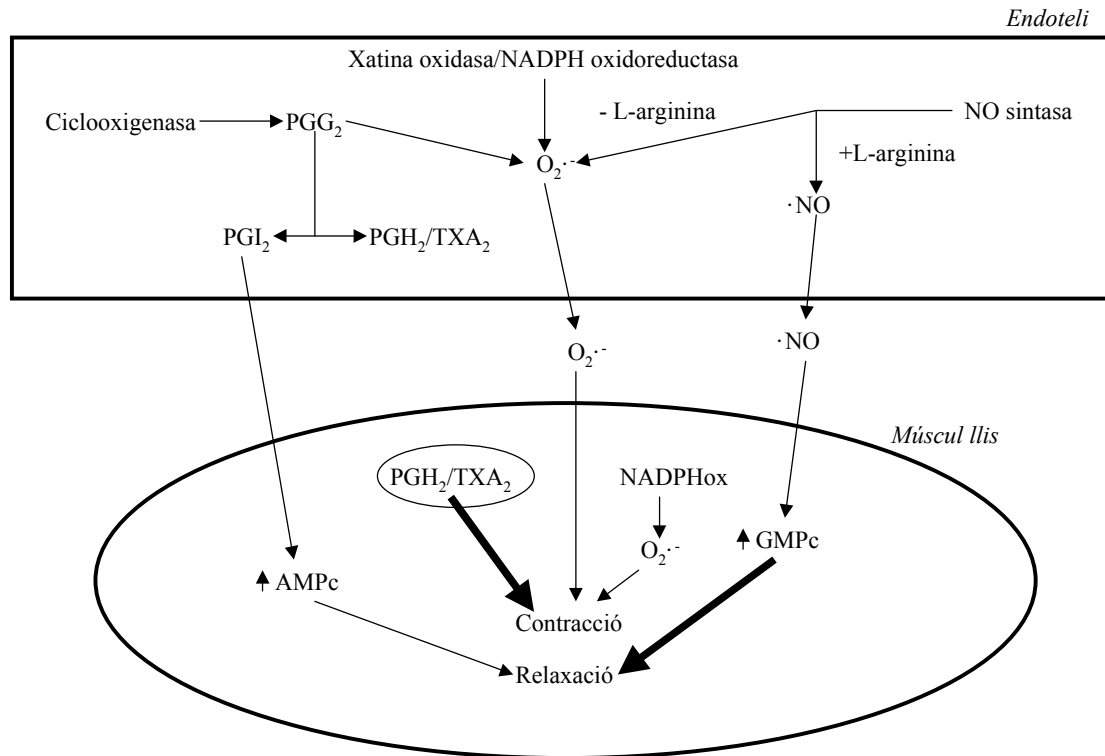 Endoteli
Xatina oxidasa/NADPH oxidoreductasa
- L-arginina
NO sintasa
Ciclooxigenasa
PGG₂
+L-arginina
O₂·⁻
·NO
PGI₂
PGH₂/TXA₂
O₂·⁻
·NO
Múscul llis
PGH₂/TXA₂
NADPHox
GMPc
O₂·⁻
AMPc
Contracció
Relaxació